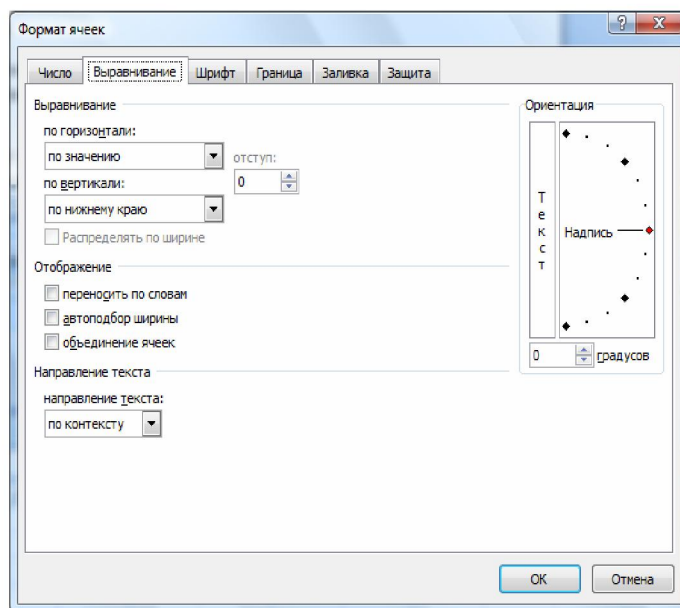 Формат ячеек
Число Выравнивание Шрифт Граница Заливка Защита
Выравнивание
по горизонтали:
по значению
отступ:
по вертикали:
0
по нижнему краю
Распределять по ширине
Отображение
переносить по словам
автоподбор ширины
объединение ячеек
Направление текста
направление текста:
по контексту
Ориентация
Текст
Надпись
0 градусов
ОК Отмена